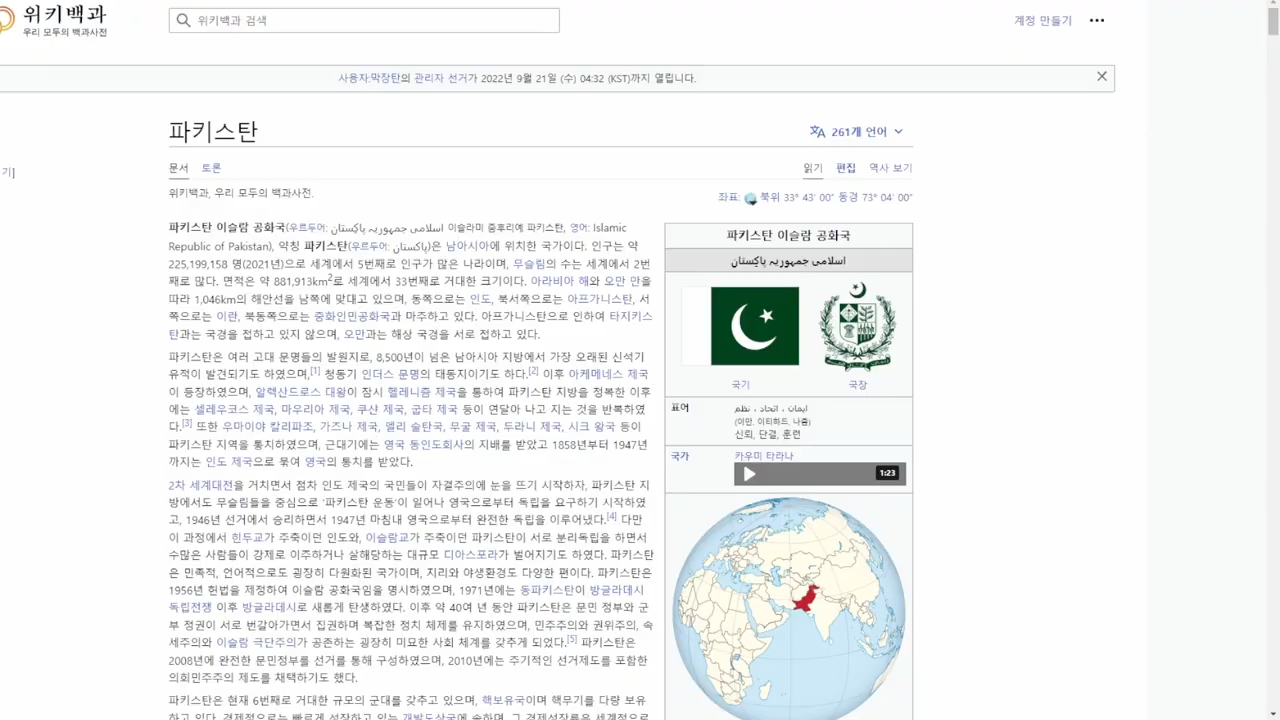 위키백과
우리 모두의 백과사전
위키백과 검색
계정 만들기
사용자:막장탄의 관리자 선거가 2022년 9월 21일 (수) 04:32 (KST)까지 열립니다.
파키스탄
261개 언어
기]
문서 토론
읽기 편집 역사 보기
위키백과, 우리 모두의 백과사전.
좌표: 북위 33° 43′ 00″ 동경 73° 04′ 00″
파키스탄 이슬람 공화국(우르두어: اسلامی جمہوریہ پاکستان 이슬라미 줌후리예 파키스탄, 영어: Islamic
Republic of Pakistan), 약칭 파키스탄(우르두어: پاکستان)은 남아시아에 위치한 국가이다. 인구는 약
225,199,158 명(2021년)으로 세계에서 5번째로 인구가 많은 나라이며, 무슬림의 수는 세계에서 2번
째로 많다. 면적은 약 881,913km2로 세계에서 33번째로 거대한 크기이다. 아라비아 해와 오만 만을
따라 1,046km의 해안선을 남쪽에 맞대고 있으며, 동쪽으로는 인도, 북서쪽으로는 아프가니스탄, 서
쪽으로는 이란, 북동쪽으로는 중화인민공화국과 마주하고 있다. 아프가니스탄으로 인하여 타지키스
탄과는 국경을 접하고 있지 않으며, 오만과는 해상 국경을 서로 접하고 있다.
파키스탄은 여러 고대 문명들의 발원지로, 8,500년이 넘은 남아시아 지방에서 가장 오래된 신석기
유적이 발견되기도 하였으며,[1] 청동기 인더스 문명의 태동지이기도 하다.[2] 이후 아케메네스 제국
이 등장하였으며, 알렉산드로스 대왕이 잠시 헬레니즘 제국을 통하여 파키스탄 지방을 정복한 이후
에는 셀레우코스 제국, 마우리아 제국, 쿠샨 제국, 굽타 제국 등이 연달아 나고 지는 것을 반복하였
다.[3] 또한 우마이야 칼리파조, 가즈나 제국, 델리 술탄국, 무굴 제국, 두라니 제국, 시크 왕국 등이
파키스탄 지역을 통치하였으며, 근대기에는 영국 동인도회사의 지배를 받았고 1858년부터 1947년
까지는 인도 제국으로 묶여 영국의 통치를 받았다.
2차 세계대전을 거치면서 점차 인도 제국의 국민들이 자결주의에 눈을 뜨기 시작하자, 파키스탄 지
방에서도 무슬림들을 중심으로 '파키스탄 운동'이 일어나 영국으로부터 독립을 요구하기 시작하였
고, 1946년 선거에서 승리하면서 1947년 마침내 영국으로부터 완전한 독립을 이루어냈다.[4] 다만
이 과정에서 힌두교가 주축이던 인도와, 이슬람교가 주축이던 파키스탄이 서로 분리독립을 하면서
수많은 사람들이 강제로 이주하거나 살해당하는 대규모 디아스포라가 벌어지기도 하였다. 파키스탄
은 민족적, 언어적으로도 굉장히 다원화된 국가이며, 지리와 야생환경도 다양한 편이다. 파키스탄은
1956년 헌법을 제정하여 이슬람 공화국임을 명시하였으며, 1971년에는 동파키스탄이 방글라데시
독립전쟁 이후 방글라데시로 새롭게 탄생하였다. 이후 약 40여 년 동안 파키스탄은 문민 정부와 군
부 정권이 서로 번갈아가면서 집권하며 복잡한 정치 체제를 유지하였으며, 민주주의와 권위주의, 속
세주의와 이슬람 극단주의가 공존하는 굉장히 미묘한 사회 체계를 갖추게 되었다.[5] 파키스탄은
2008년에 완전한 문민정부를 선거를 통해 구성하였으며, 2010년에는 주기적인 선거제도를 포함한
의회민주주의 제도를 채택하기도 했다.
파키스탄은 현재 6번째로 거대한 규모의 군대를 갖추고 있으며, 핵보유국이며 핵무기를 다량 보유
하고 있다. 경제적으로는 빠르게 성장하고 있는 개발도상국에 속하며, 그 경제성장률은 세계적으로
파키스탄 이슬람 공화국
اسلامی جمہوریہ پاکِستان
국기 국장
표어
ایمان ، اتحاد ، نظم
(이만, 이티하드, 나즘)
신뢰, 단결, 훈련
국가 카우미 타라나
1:23